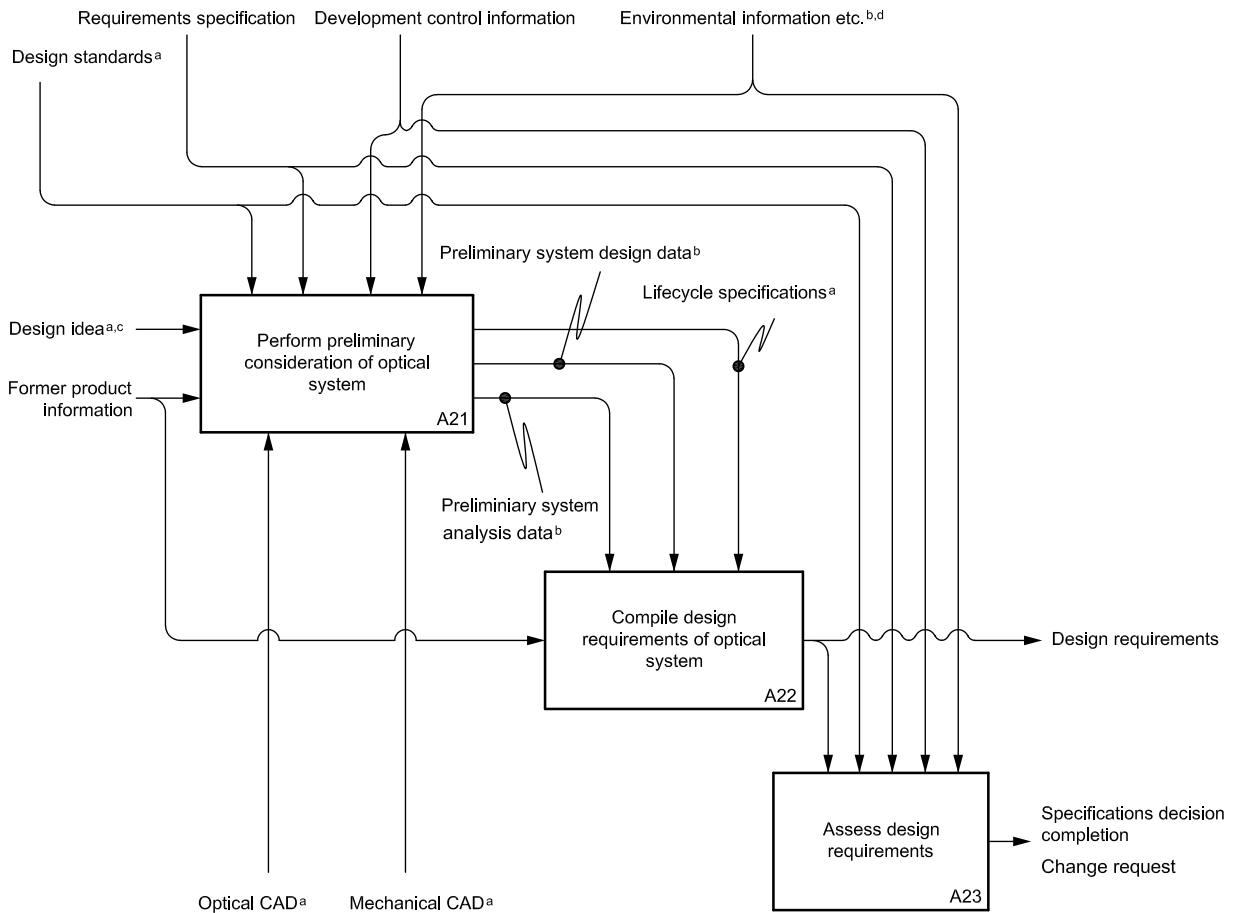 Requirements specification
Development control information
Environmental information etc.b,d
Design standardsa
Preliminary system design datab
Lifecycle specificationsa
Design ideaa,c
Perform preliminary
consideration of optical
system
A21
Former product
information
Preliminiary system
analysis datab
Compile design
requirements of optical
system
A22
Design requirements
Assess design
requirements
A23
Specifications decision
completion
Change request
Optical CADa
Mechanical CADa